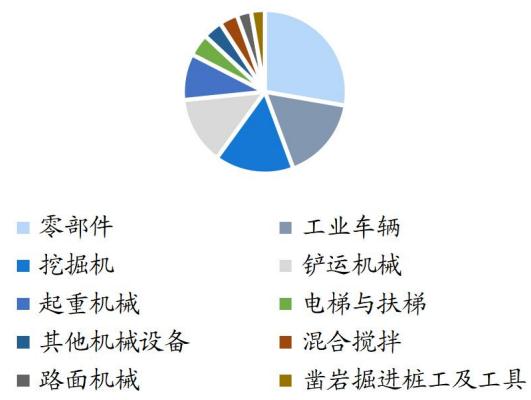 零部件 工业车辆
挖掘机 铲运机械
起重机械 电梯与扶梯
其他机械设备 混合搅拌
路面机械 凿岩掘进桩工及工具